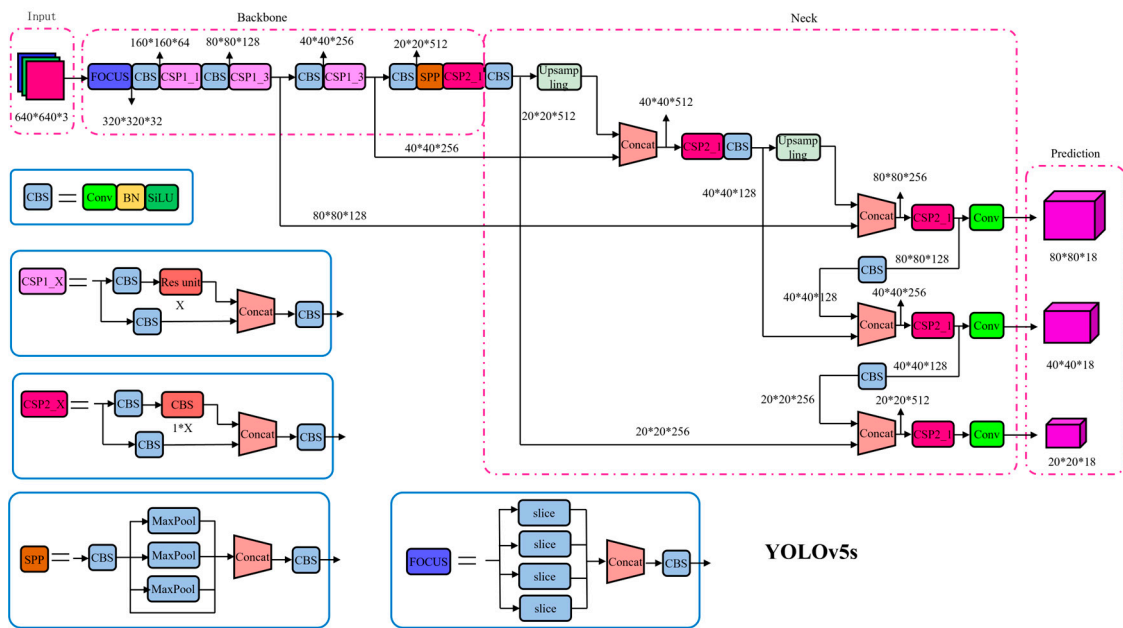 Input
Backbone
Neck
160*160*64
80*80*128
40*40*256
20*20*512
FOCUS
CBS
CSP1_1
CBS
CSP1_3
CBS
CSP1_3
CBS
SPP
CSP2_1
CBS
Upsamp
ling
640*640*3
320*320*32
20*20*512
40*40*512
40*40*256
Concat
CSP2_1
CBS
Upsamp
ling
Prediction
40*40*128
80*80*256
80*80*128
Concat
CSP2_1
Conv
80*80*18
CBS
80*80*128
40*40*128
40*40*256
Concat
CSP2_1
Conv
40*40*18
CBS
40*40*128
20*20*256
20*20*512
20*20*256
Concat
CSP2_1
Conv
20*20*18
CBS
Conv
BN
SiLU
CSP1_X
CBS
Res unit
X
CBS
Concat
CBS
CSP2_X
CBS
CBS
1*X
CBS
Concat
CBS
SPP
CBS
MaxPool
MaxPool
MaxPool
Concat
CBS
FOCUS
slice
slice
slice
slice
Concat
CBS
YOLOv5s